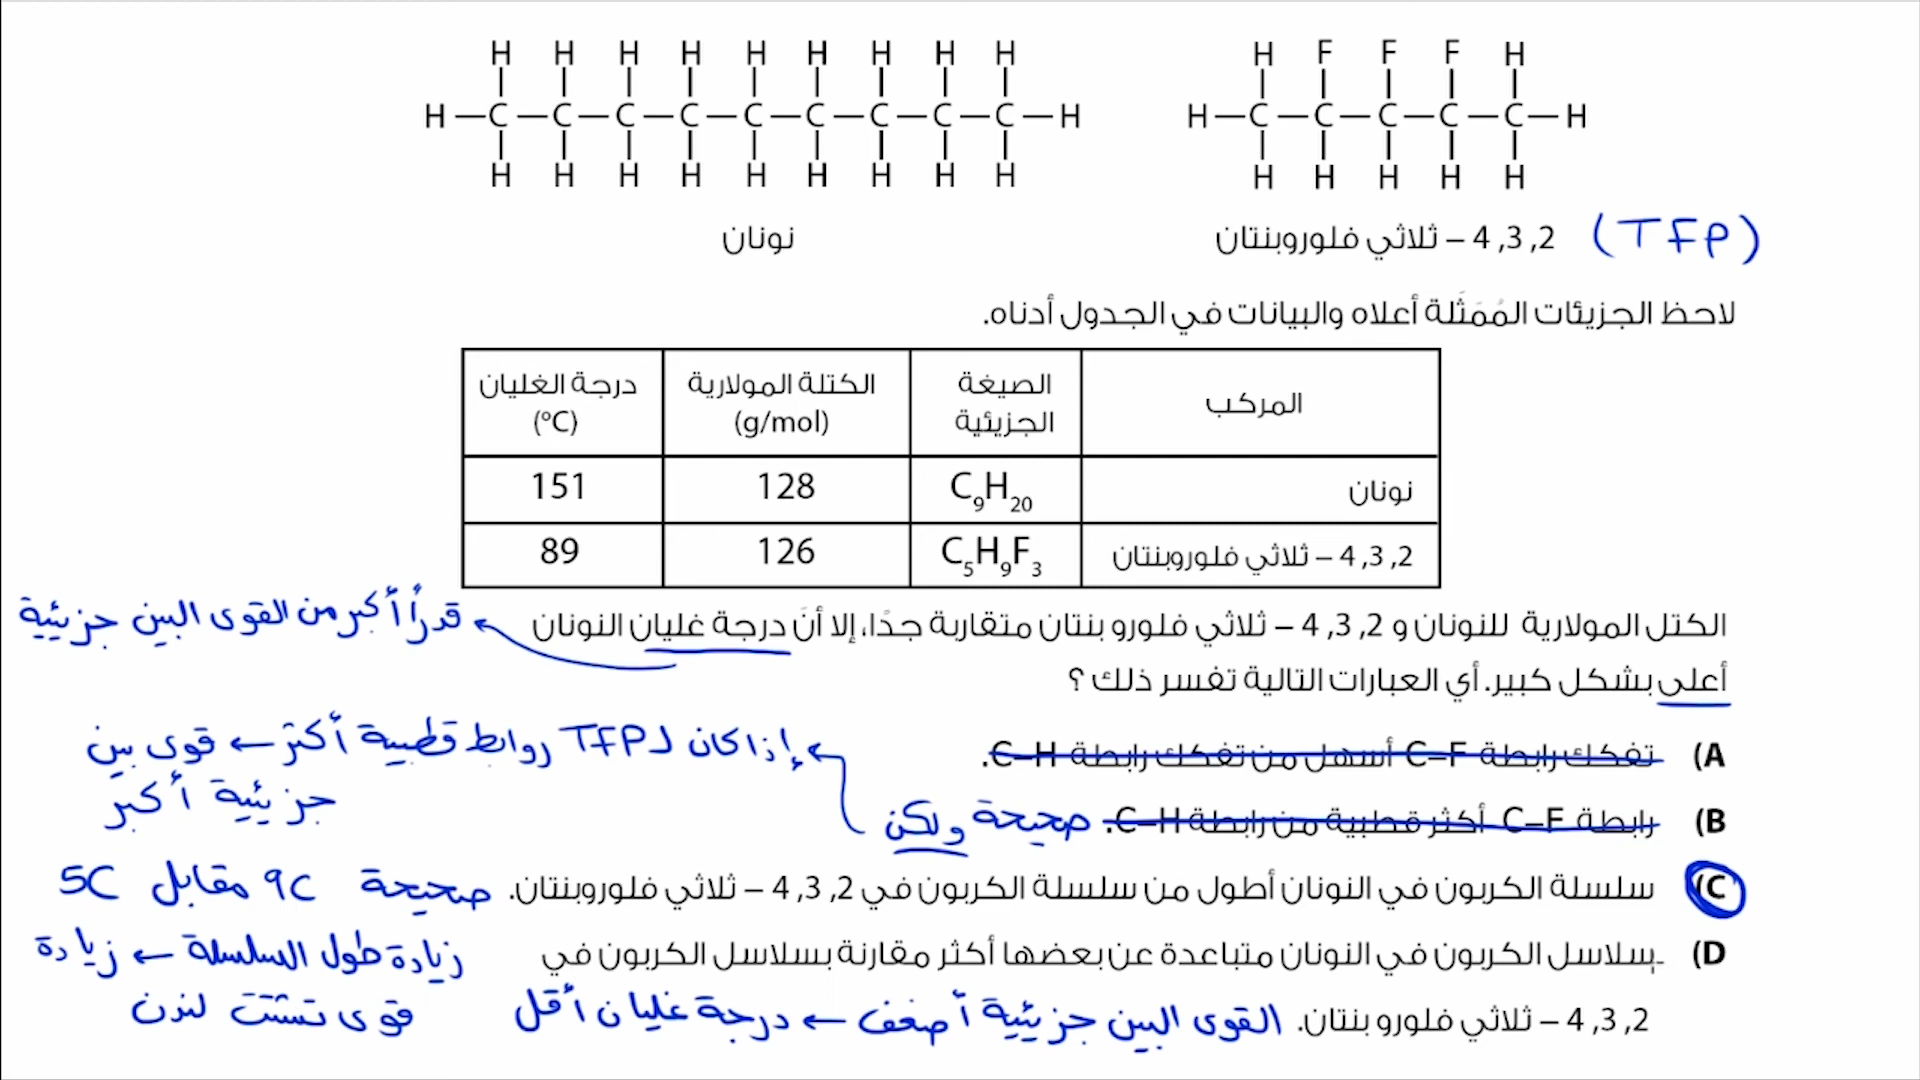 H H H H H H H H H
H—C—C—C—C—C—C—C—C—C—H
H H H H H H H H H
H F F F H
H—C—C—C—C—C—H
H H H H H
نونان
2, 3, 4 – ثلاثي فلوروبنتان (TFP)
لاحظ الجزيئات المُمَثَلة أعلاه والبيانات في الجدول أدناه.
المركب الصيغة الجزيئية الكتلة المولارية (g/mol) درجة الغليان (°C)
نونان C₉H₂₀ 128 151
2, 3, 4 – ثلاثي فلوروبنتان C₅H₉F₃ 126 89
الكتل المولارية للنونان و 2, 3, 4 – ثلاثي فلورو بنتان متقاربة جدًا، إلا أنّ درجة غليان النونان
قدرًا أكبر من القوى البين جزيئية
أعلى بشكل كبير. أي العبارات التالية تفسر ذلك ؟
A) تفكك رابطة C–F أسهل من تفكك رابطة C–H.
إذا كان لـ TFP روابط قطبية أكثر ← قوى بين
جزيئية أكبر
B) رابطة C–F أكثر قطبية من رابطة C–H.
صحيحة ولكن
C) سلسلة الكربون في النونان أطول من سلسلة الكربون في 2, 3, 4 – ثلاثي فلوروبنتان.
صحيحة 9C مقابل 5C
زيادة طول السلسلة ← زيادة
قوى تشتت لندن
D) سلاسل الكربون في النونان متباعدة عن بعضها أكثر مقارنة بسلاسل الكربون في
2, 3, 4 – ثلاثي فلورو بنتان.
القوى البين جزيئية أضعف ← درجة غليان أقل